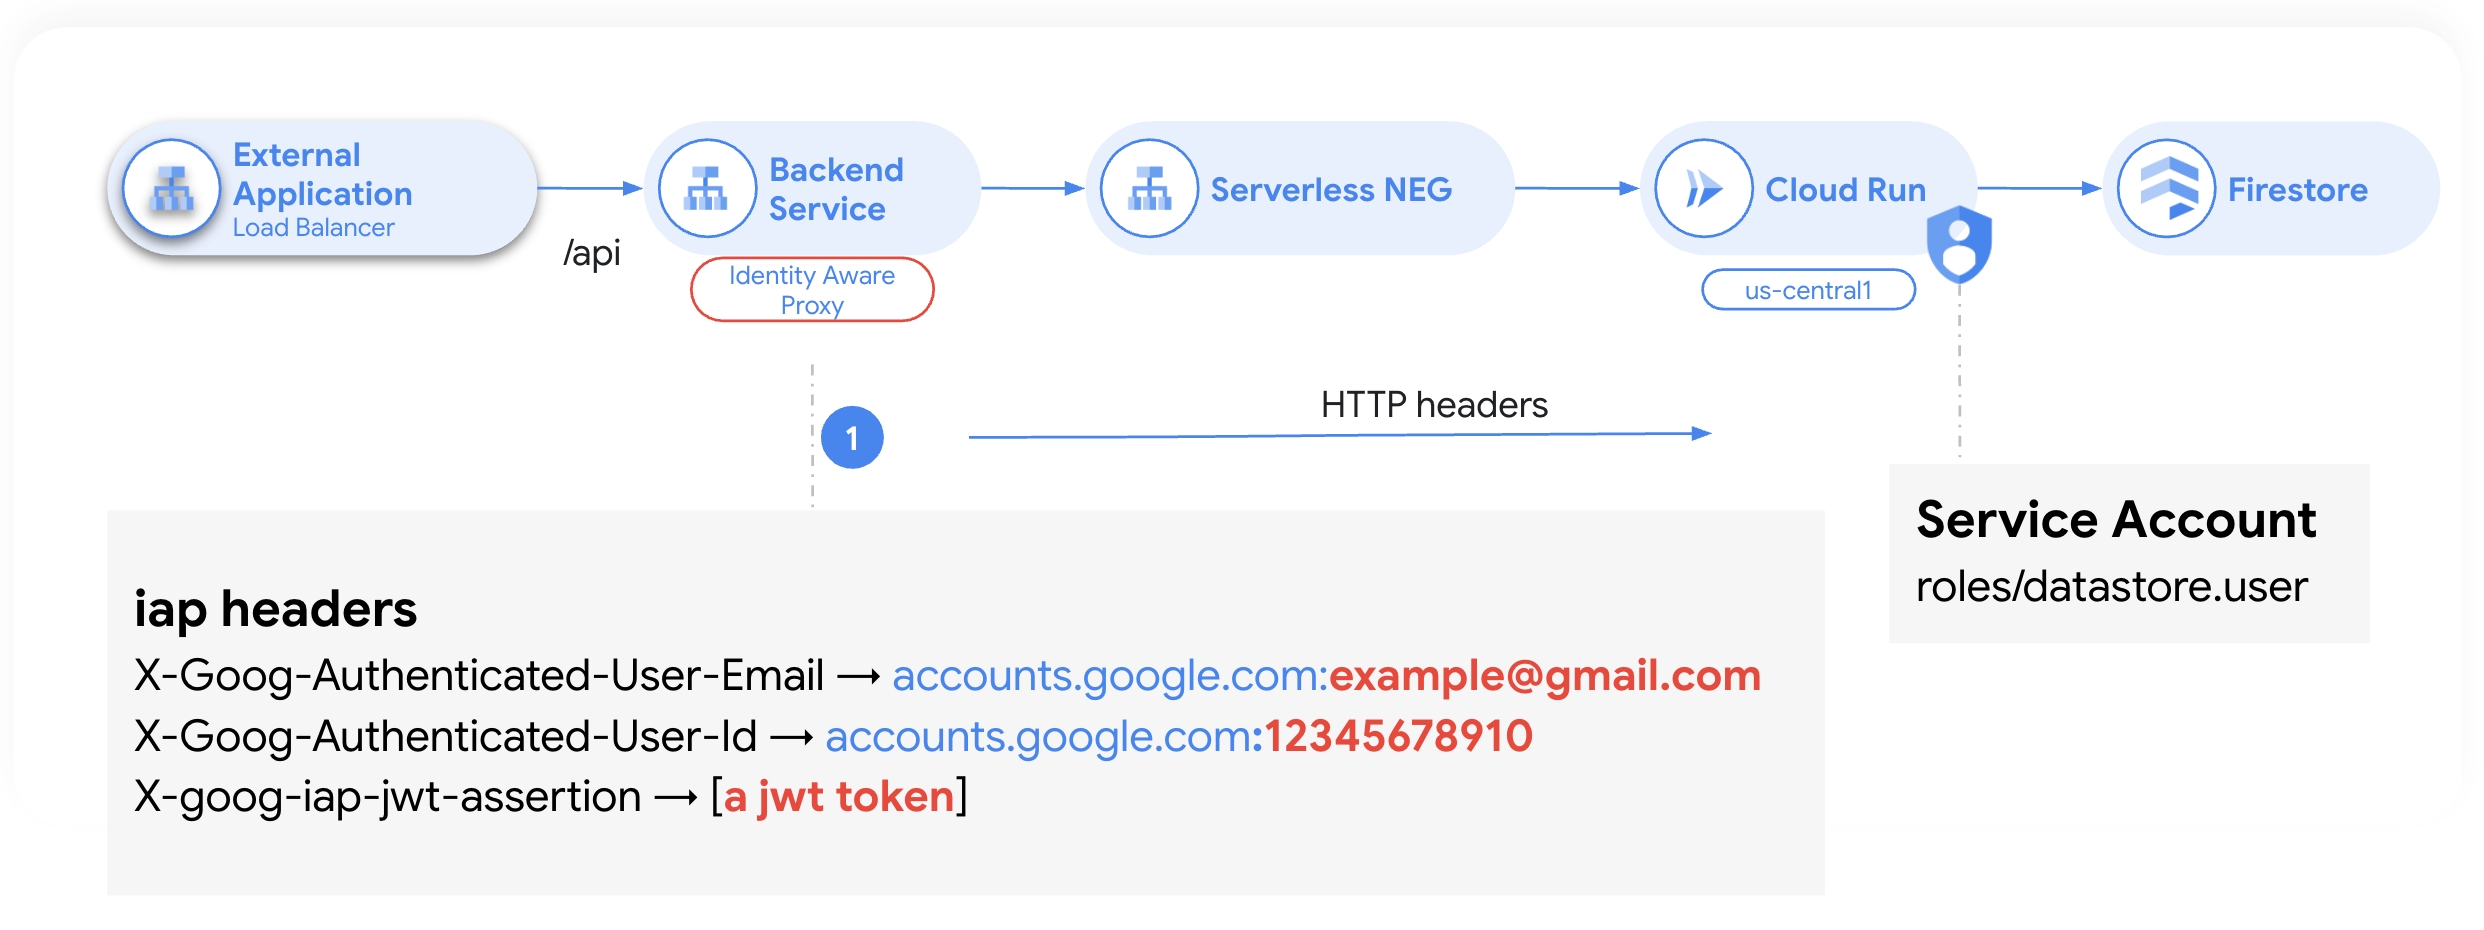 External
Application
Load Balancer
/api
Backend
Service
Identity Aware
Proxy
Serverless NEG
Cloud Run
us-central1
Firestore
1
HTTP headers
Service Account
roles/datastore.user
iap headers
X-Goog-Authenticated-User-Email → accounts.google.com:example@gmail.com
X-Goog-Authenticated-User-Id → accounts.google.com:12345678910
X-goog-iap-jwt-assertion → [a jwt token]